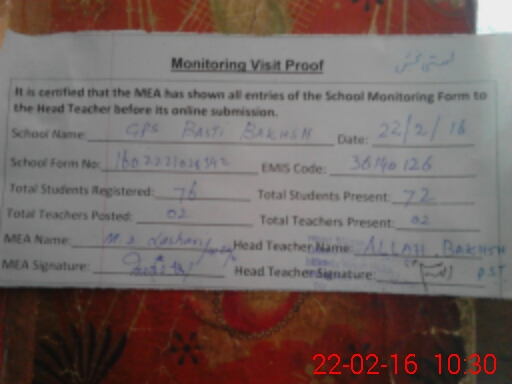 Monitoring Visit Proof
It is certified that the MEA has shown all entries of the School Monitoring Form to
the Head Teacher before its online submission.
School Name: GPS BASTI BAKHSH Date: 22/2/16
School Form No: EMIS Code: 36140126
Total Students Registered: 76 Total Students Present: 72
Total Teachers Posted: 02 Total Teachers Present: 02
MEA Name: Head Teacher Name: ALLAH BAKHSH
MEA Signature: Head Teacher Signature: PST
22-02-16 10:30